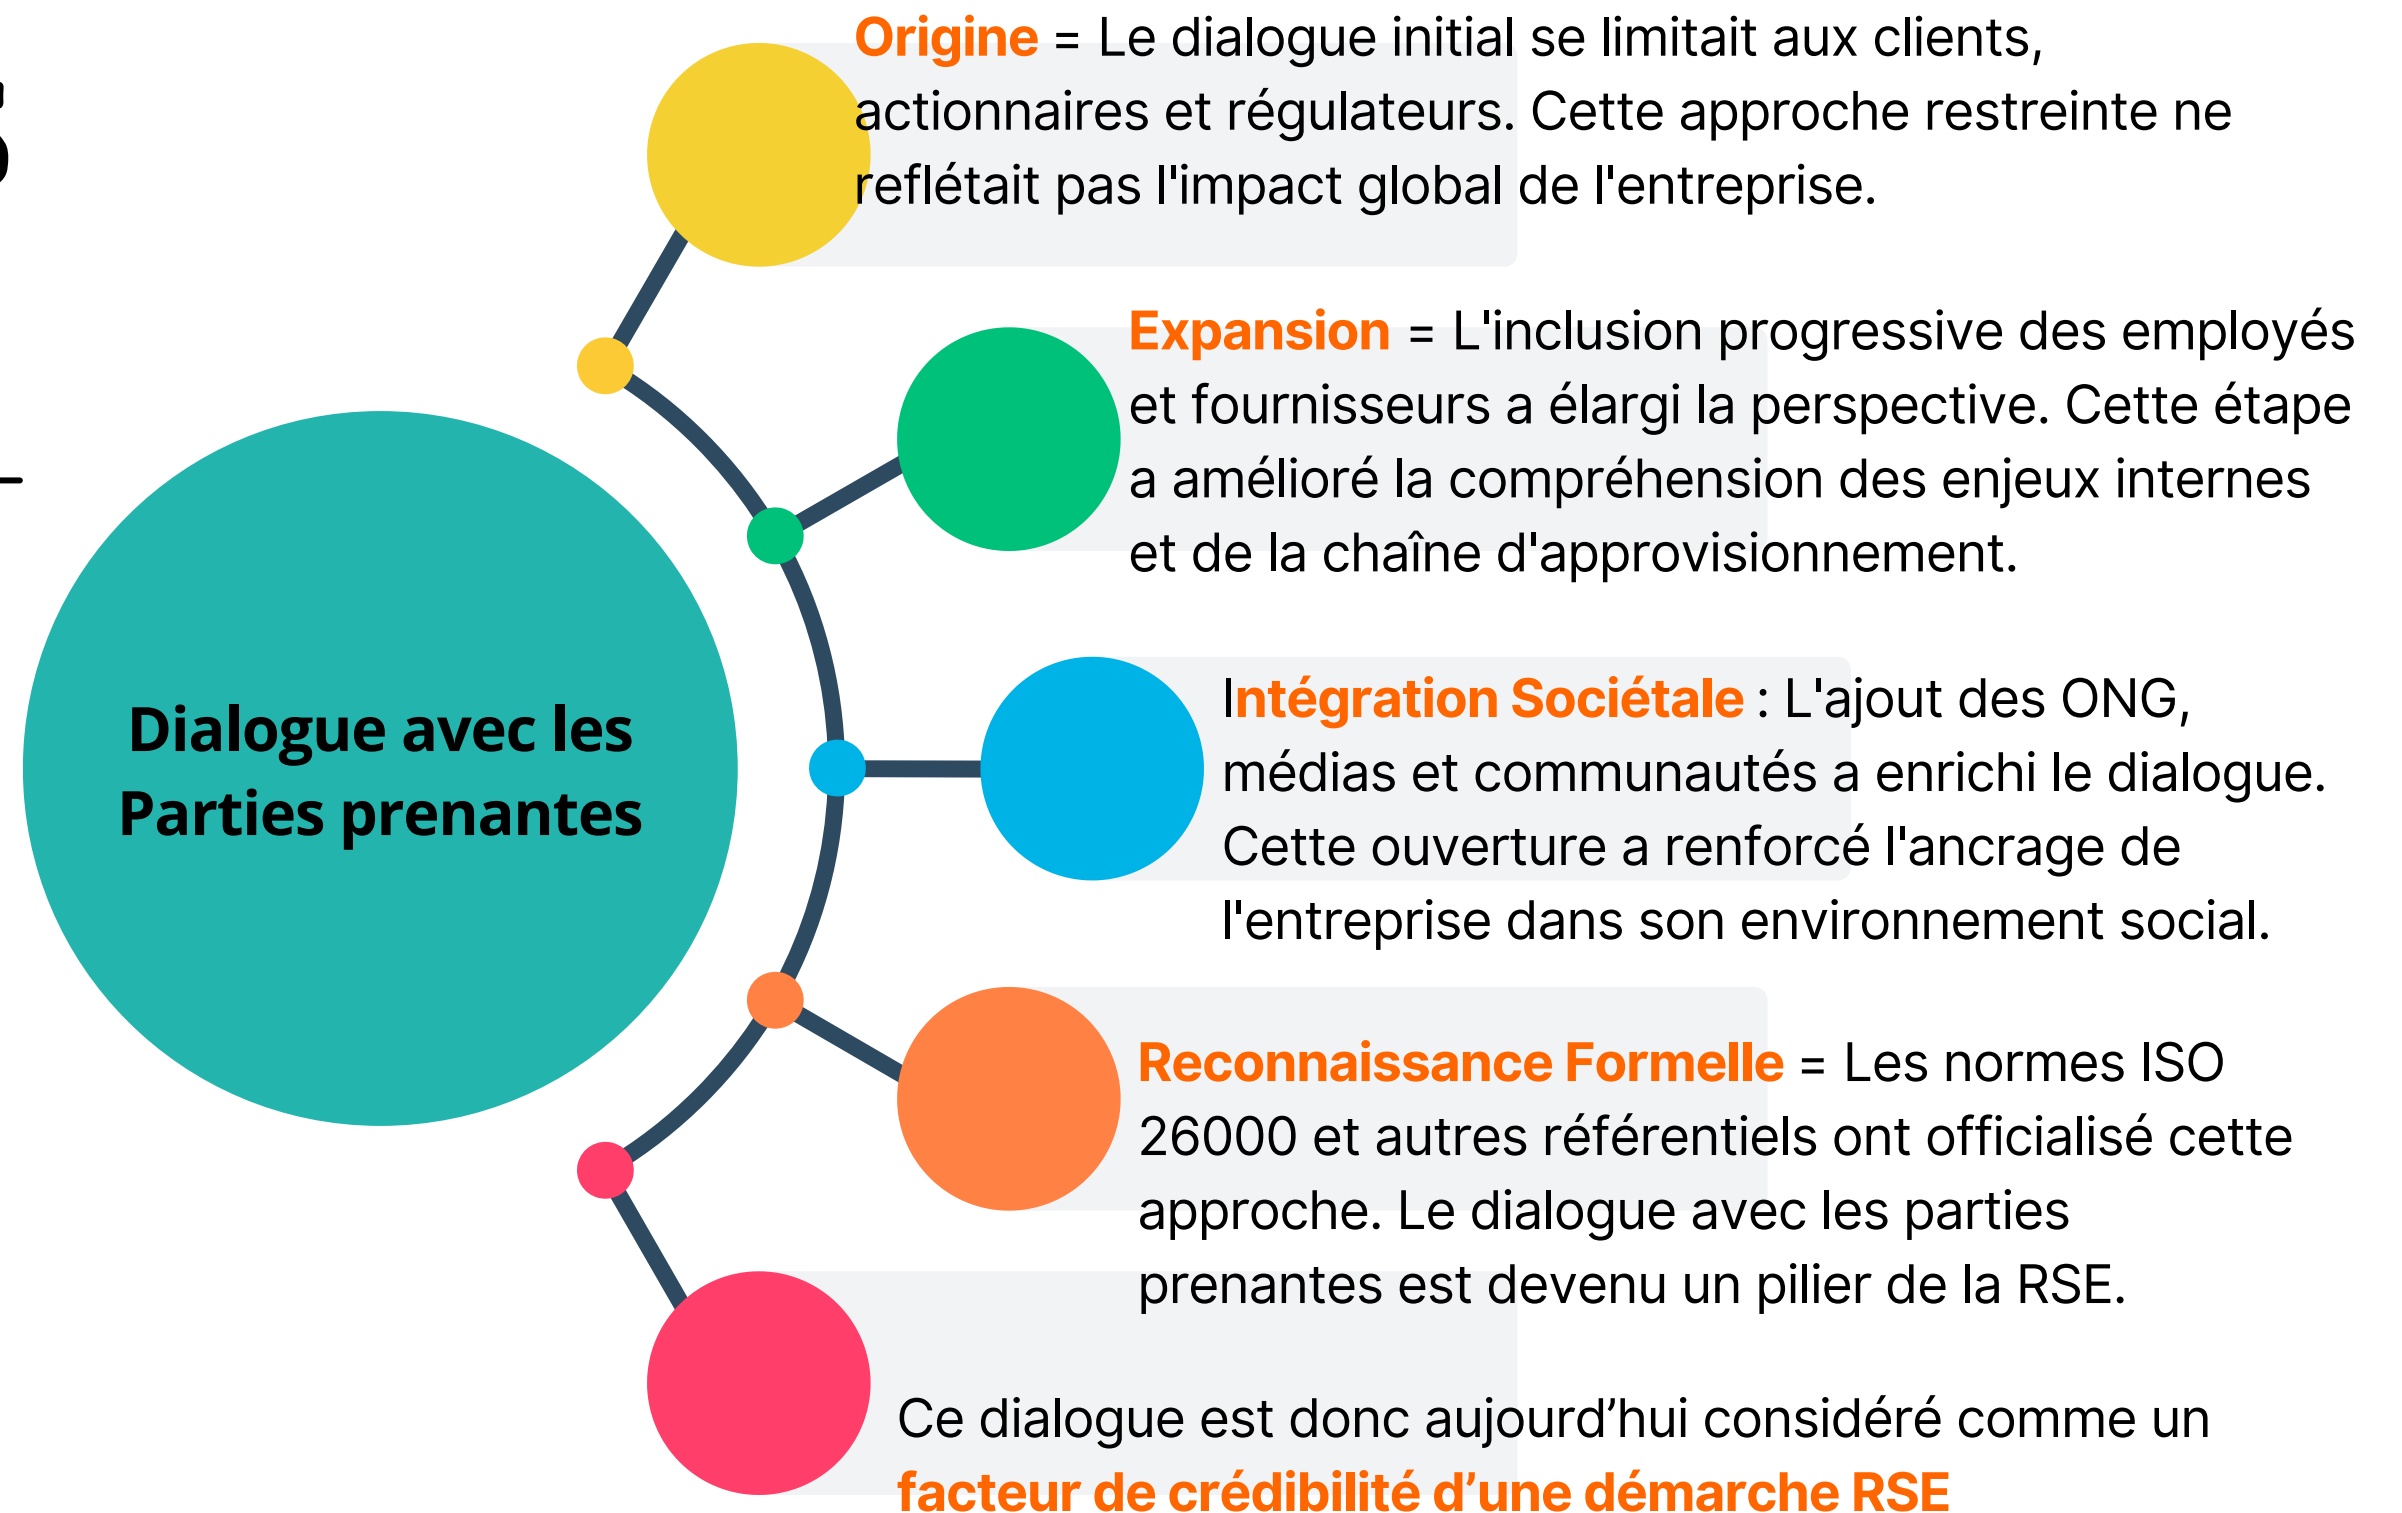 Origine = Le dialogue initial se limitait aux clients,
actionnaires et régulateurs. Cette approche restreinte ne
reflétait pas l'impact global de l'entreprise.
Expansion = L'inclusion progressive des employés
et fournisseurs a élargi la perspective. Cette étape
a amélioré la compréhension des enjeux internes
et de la chaîne d'approvisionnement.
Dialogue avec les
Parties prenantes
Intégration Sociétale : L'ajout des ONG,
médias et communautés a enrichi le dialogue.
Cette ouverture a renforcé l'ancrage de
l'entreprise dans son environnement social.
Reconnaissance Formelle = Les normes ISO
26000 et autres référentiels ont officialisé cette
approche. Le dialogue avec les parties
prenantes est devenu un pilier de la RSE.
Ce dialogue est donc aujourd’hui considéré comme un
facteur de crédibilité d’une démarche RSE